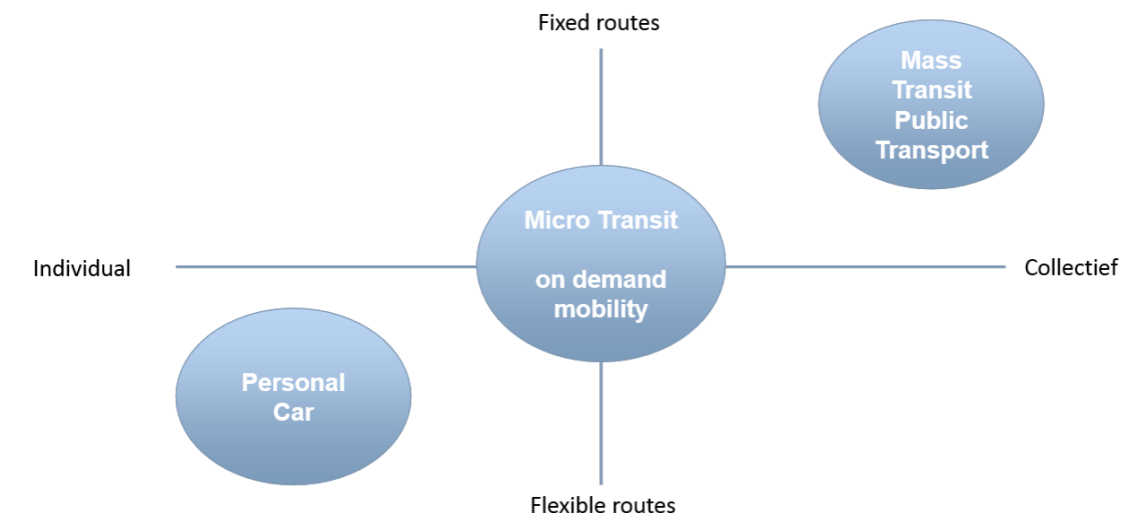 Fixed routes
Mass
Transit
Public
Transport
Micro Transit
on demand
mobility
Individual
Collectief
Personal
Car
Flexible routes